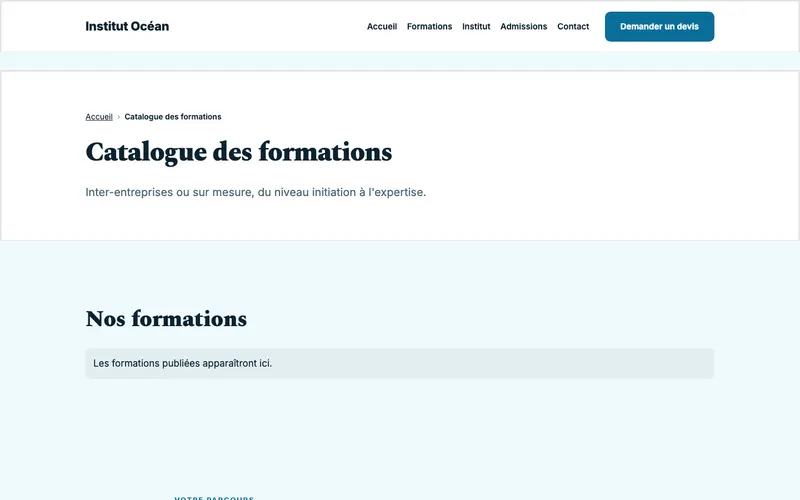 Institut Océan
Accueil Formations Institut Admissions Contact Demander un devis
Accueil › Catalogue des formations
Catalogue des formations
Inter-entreprises ou sur mesure, du niveau initiation à l'expertise.
Nos formations
Les formations publiées apparaîtront ici.
VOTRE PARCOURS